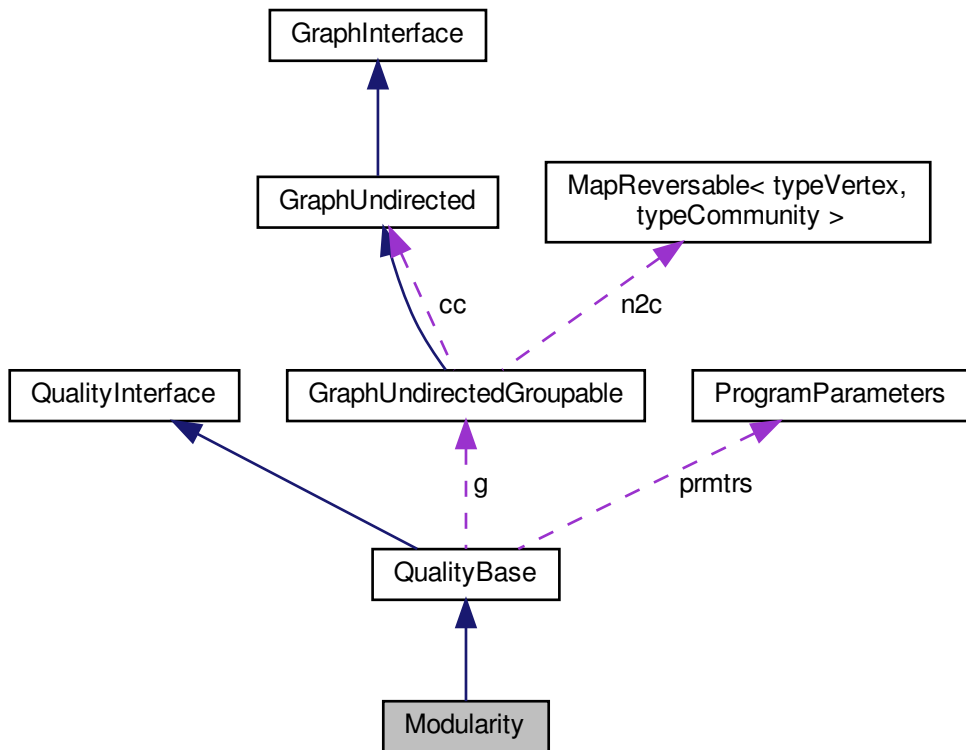 GraphInterface
GraphUndirected
MapReversable< typeVertex,
typeCommunity >
cc
n2c
QualityInterface
GraphUndirectedGroupable
ProgramParameters
g
prmtrs
QualityBase
Modularity